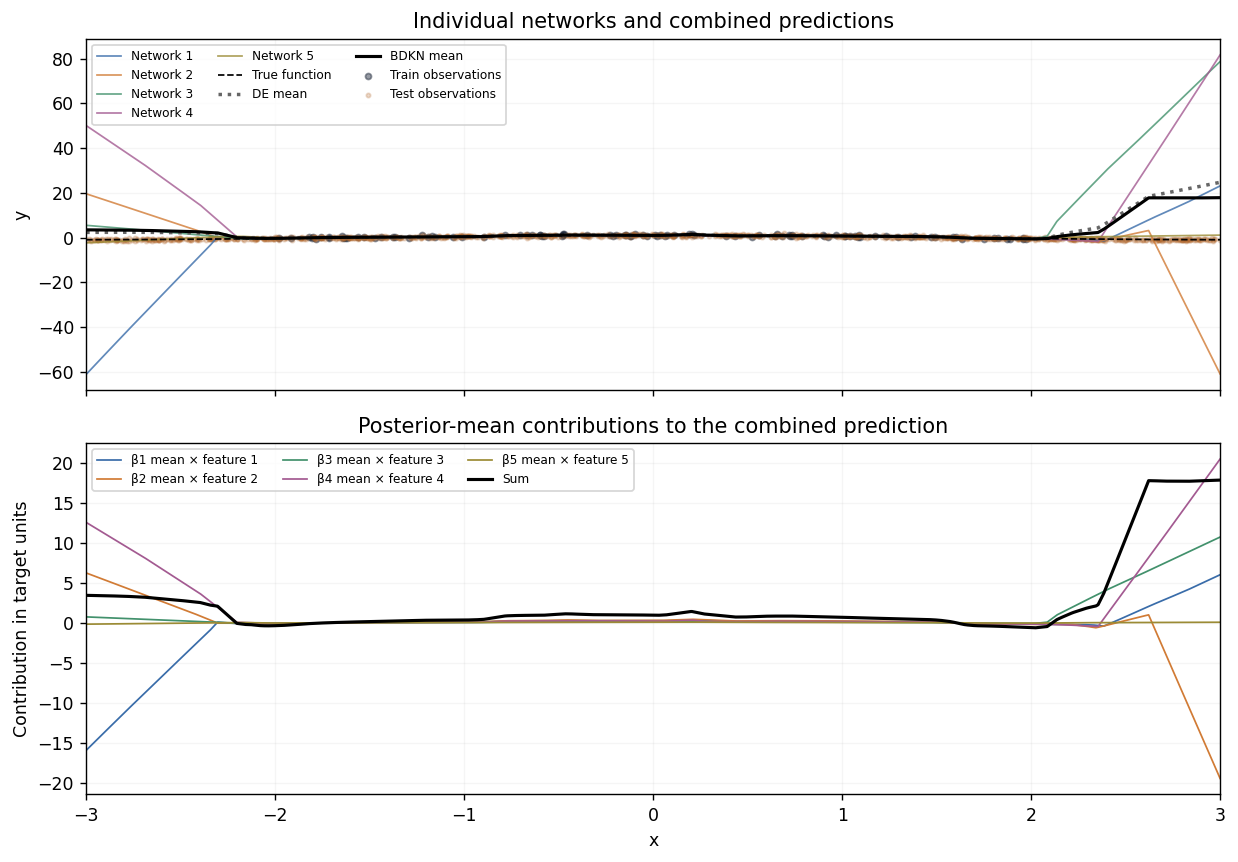 Individual networks and combined predictions
Network 1
Network 2
Network 3
Network 4
Network 5
True function
DE mean
BDKN mean
Train observations
Test observations
80
60
40
20
0
−20
−40
−60
y
Posterior-mean contributions to the combined prediction
β1 mean × feature 1
β2 mean × feature 2
β3 mean × feature 3
β4 mean × feature 4
β5 mean × feature 5
Sum
20
15
10
5
0
−5
−10
−15
−20
Contribution in target units
−3
−2
−1
0
1
2
3
x